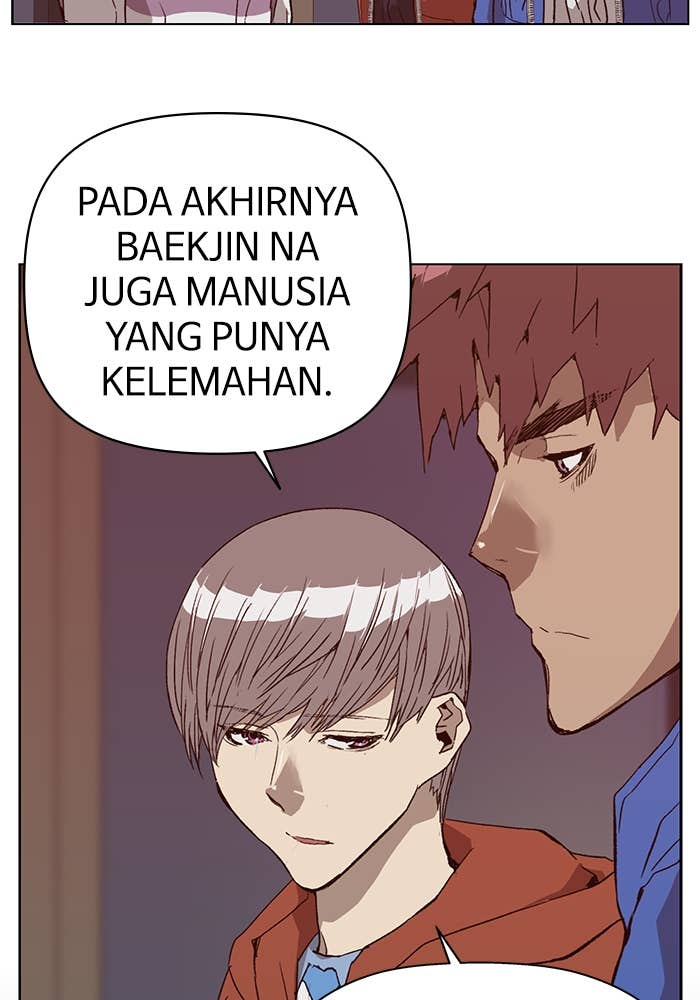 PADA AKHIRNYA
BAEKJIN NA
JUGA MANUSIA
YANG PUNYA
KELEMAHAN.